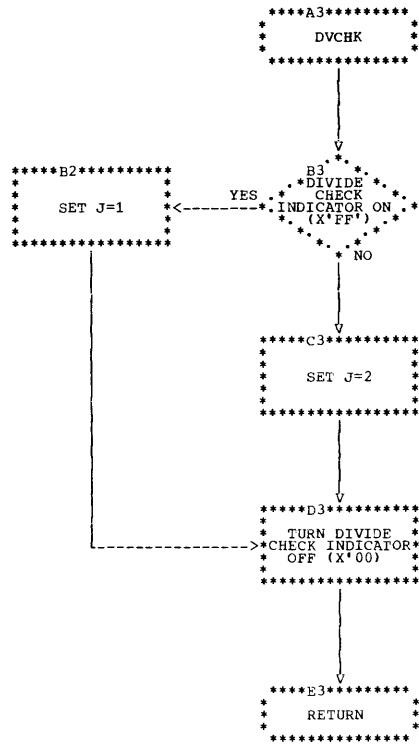 A3
DVCHK
B3
DIVIDE
CHECK
INDICATOR ON
(X'FF')
YES
NO
B2
SET J=1
C3
SET J=2
D3
TURN DIVIDE
CHECK INDICATOR
OFF (X'00)
E3
RETURN